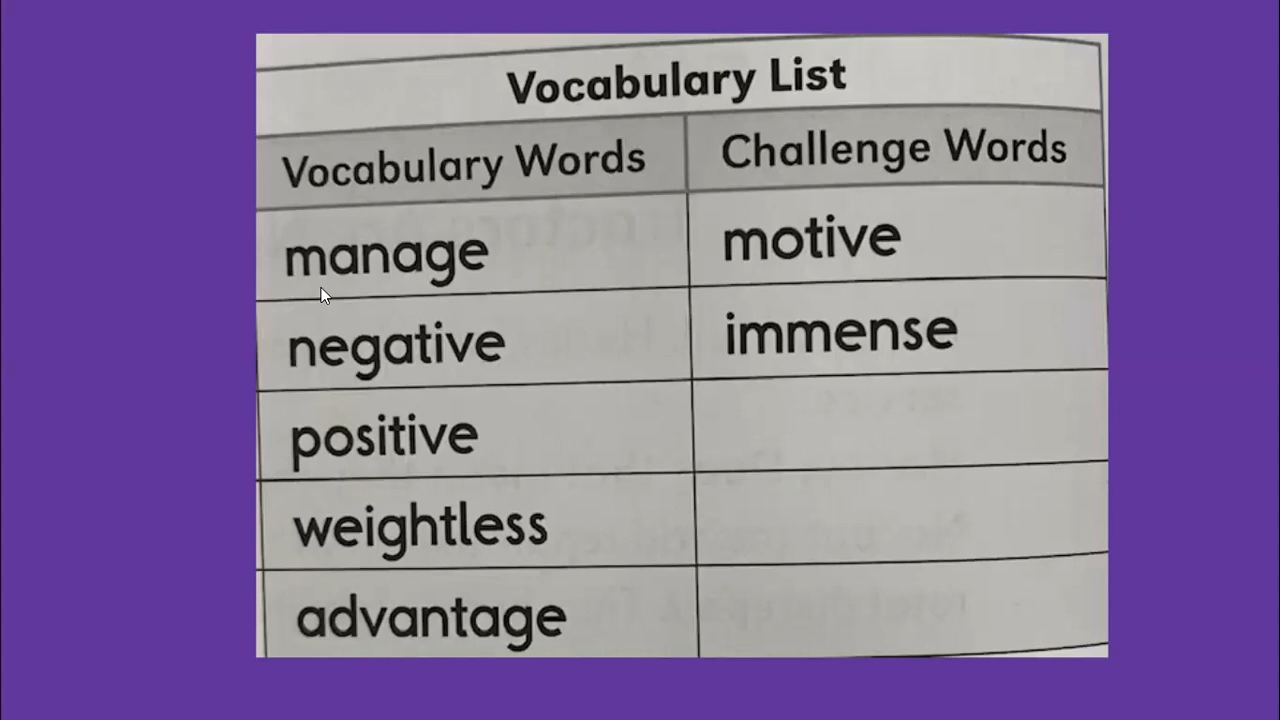 Vocabulary List
Vocabulary Words Challenge Words
manage motive
negative immense
positive
weightless
advantage